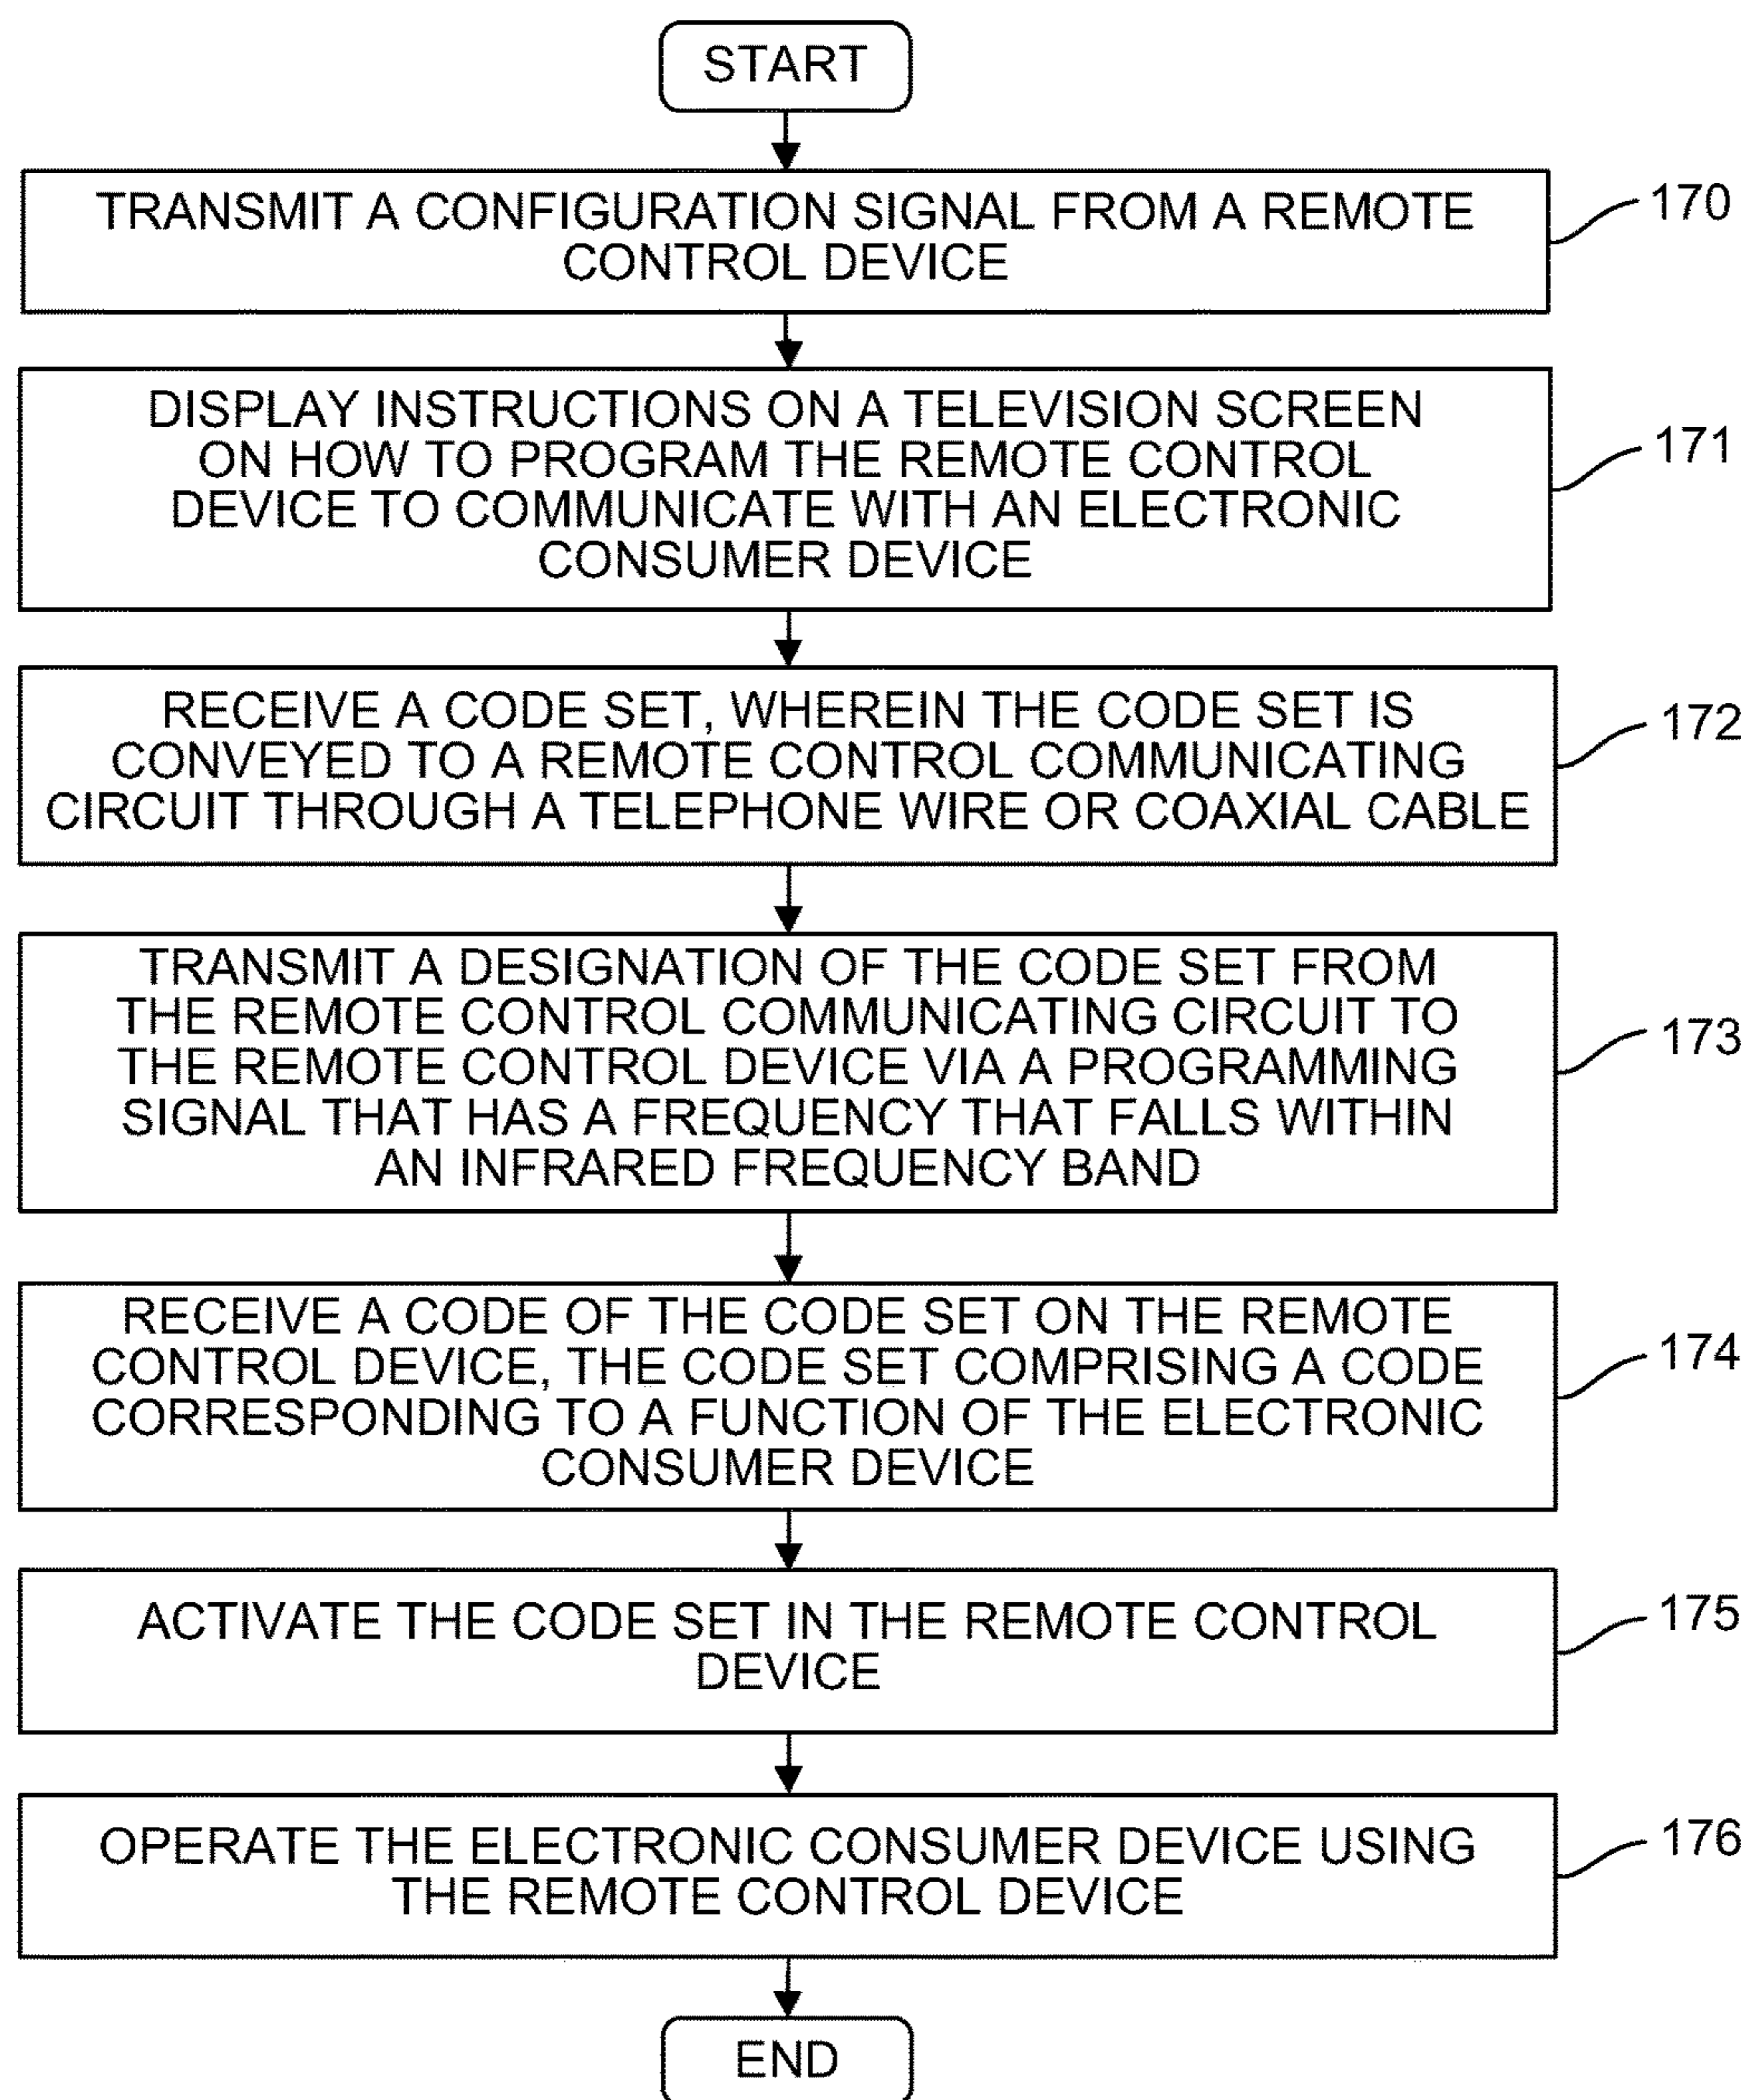 START
TRANSMIT A CONFIGURATION SIGNAL FROM A REMOTE
CONTROL DEVICE
170
DISPLAY INSTRUCTIONS ON A TELEVISION SCREEN
ON HOW TO PROGRAM THE REMOTE CONTROL
DEVICE TO COMMUNICATE WITH AN ELECTRONIC
CONSUMER DEVICE
171
RECEIVE A CODE SET, WHEREIN THE CODE SET IS
CONVEYED TO A REMOTE CONTROL COMMUNICATING
CIRCUIT THROUGH A TELEPHONE WIRE OR COAXIAL CABLE
172
TRANSMIT A DESIGNATION OF THE CODE SET FROM
THE REMOTE CONTROL COMMUNICATING CIRCUIT TO
THE REMOTE CONTROL DEVICE VIA A PROGRAMMING
SIGNAL THAT HAS A FREQUENCY THAT FALLS WITHIN
AN INFRARED FREQUENCY BAND
173
RECEIVE A CODE OF THE CODE SET ON THE REMOTE
CONTROL DEVICE, THE CODE SET COMPRISING A CODE
CORRESPONDING TO A FUNCTION OF THE ELECTRONIC
CONSUMER DEVICE
174
ACTIVATE THE CODE SET IN THE REMOTE CONTROL
DEVICE
175
OPERATE THE ELECTRONIC CONSUMER DEVICE USING
THE REMOTE CONTROL DEVICE
176
END